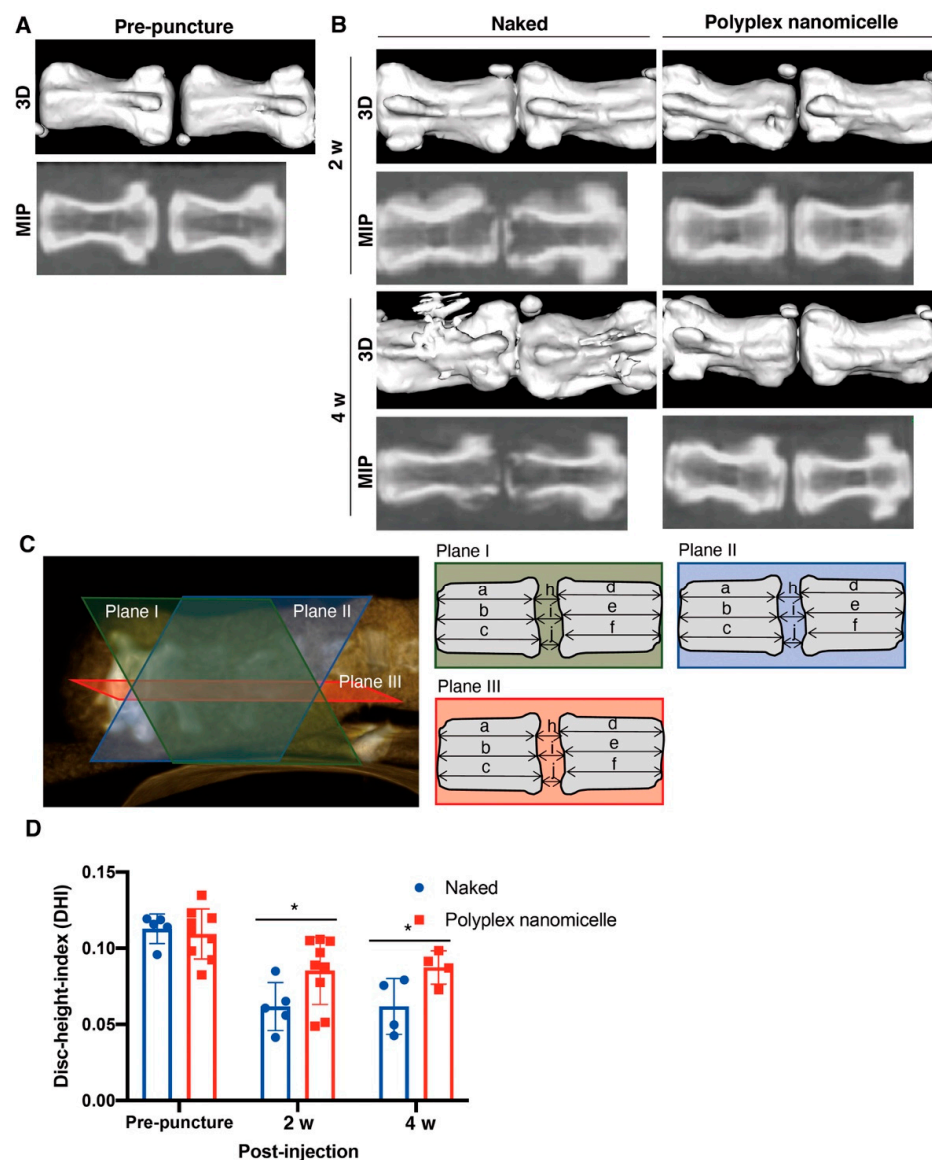 A
Pre-puncture
3D
MIP
B
Naked
Polyplex nanomicelle
2 w
3D
MIP
4 w
3D
MIP
C
Plane I
Plane II
Plane III
Plane I
a
b
c
h
i
j
d
e
f
Plane II
a
b
c
h
i
j
d
e
f
Plane III
a
b
c
h
i
j
d
e
f
D
Disc-height-index (DHI)
0.15
0.10
0.05
0.00
*
*
Naked
Polyplex nanomicelle
Pre-puncture
2 w
4 w
Post-injection